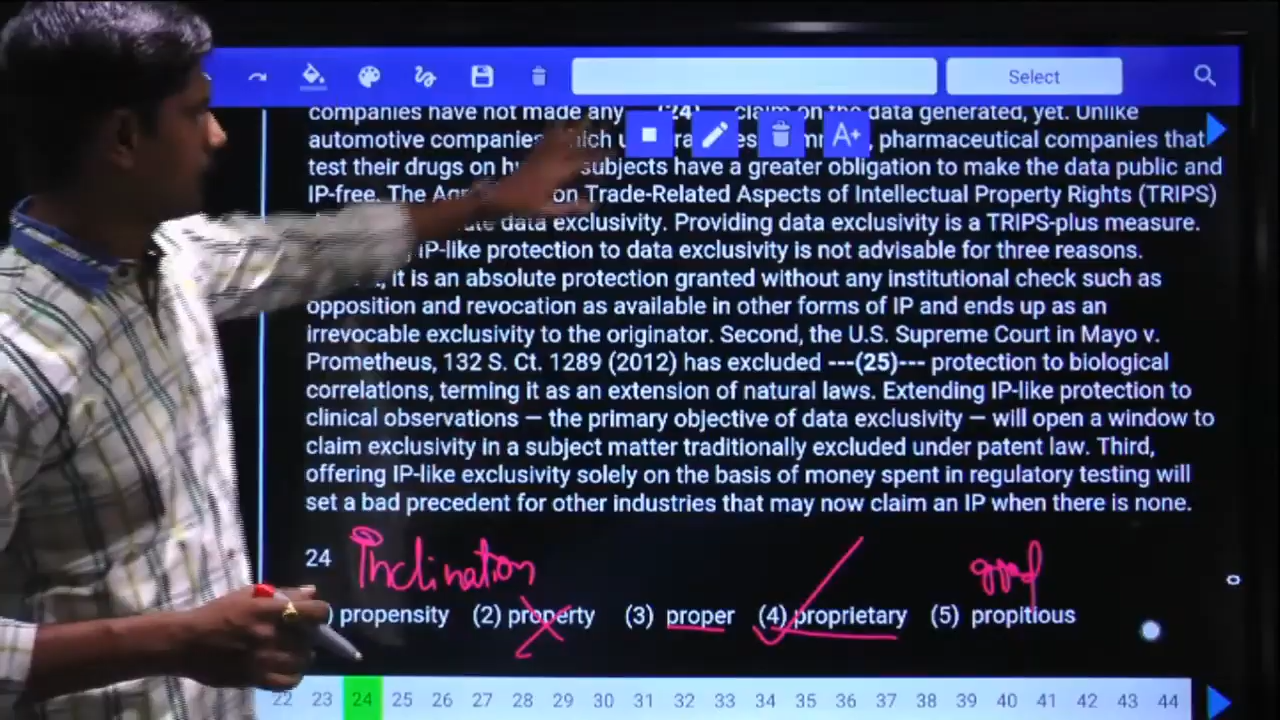 Select
companies have not made any (24) claim on the data generated, yet. Unlike
A+
automotive companies which, pharmaceutical companies that
test their drugs on subjects have a greater obligation to make the data public and
IP-free. The on Trade-Related Aspects of Intellectual Property Rights (TRIPS)
data exclusivity. Providing data exclusivity is a TRIPS-plus measure.
IP-like protection to data exclusivity is not advisable for three reasons.
it is an absolute protection granted without any institutional check such as
opposition and revocation as available in other forms of IP and ends up as an
irrevocable exclusivity to the originator. Second, the U.S. Supreme Court in Mayo v.
Prometheus, 132 S. Ct. 1289 (2012) has excluded ---(25)--- protection to biological
correlations, terming it as an extension of natural laws. Extending IP-like protection to
clinical observations — the primary objective of data exclusivity — will open a window to
claim exclusivity in a subject matter traditionally excluded under patent law. Third,
offering IP-like exclusivity solely on the basis of money spent in regulatory testing will
set a bad precedent for other industries that may now claim an IP when there is none.
24 Inclination
) propensity (2) property (3) proper (4) proprietary (5) propitious
22 23 24 25 26 27 28 29 30 31 32 33 34 35 36 37 38 39 40 41 42 43 44